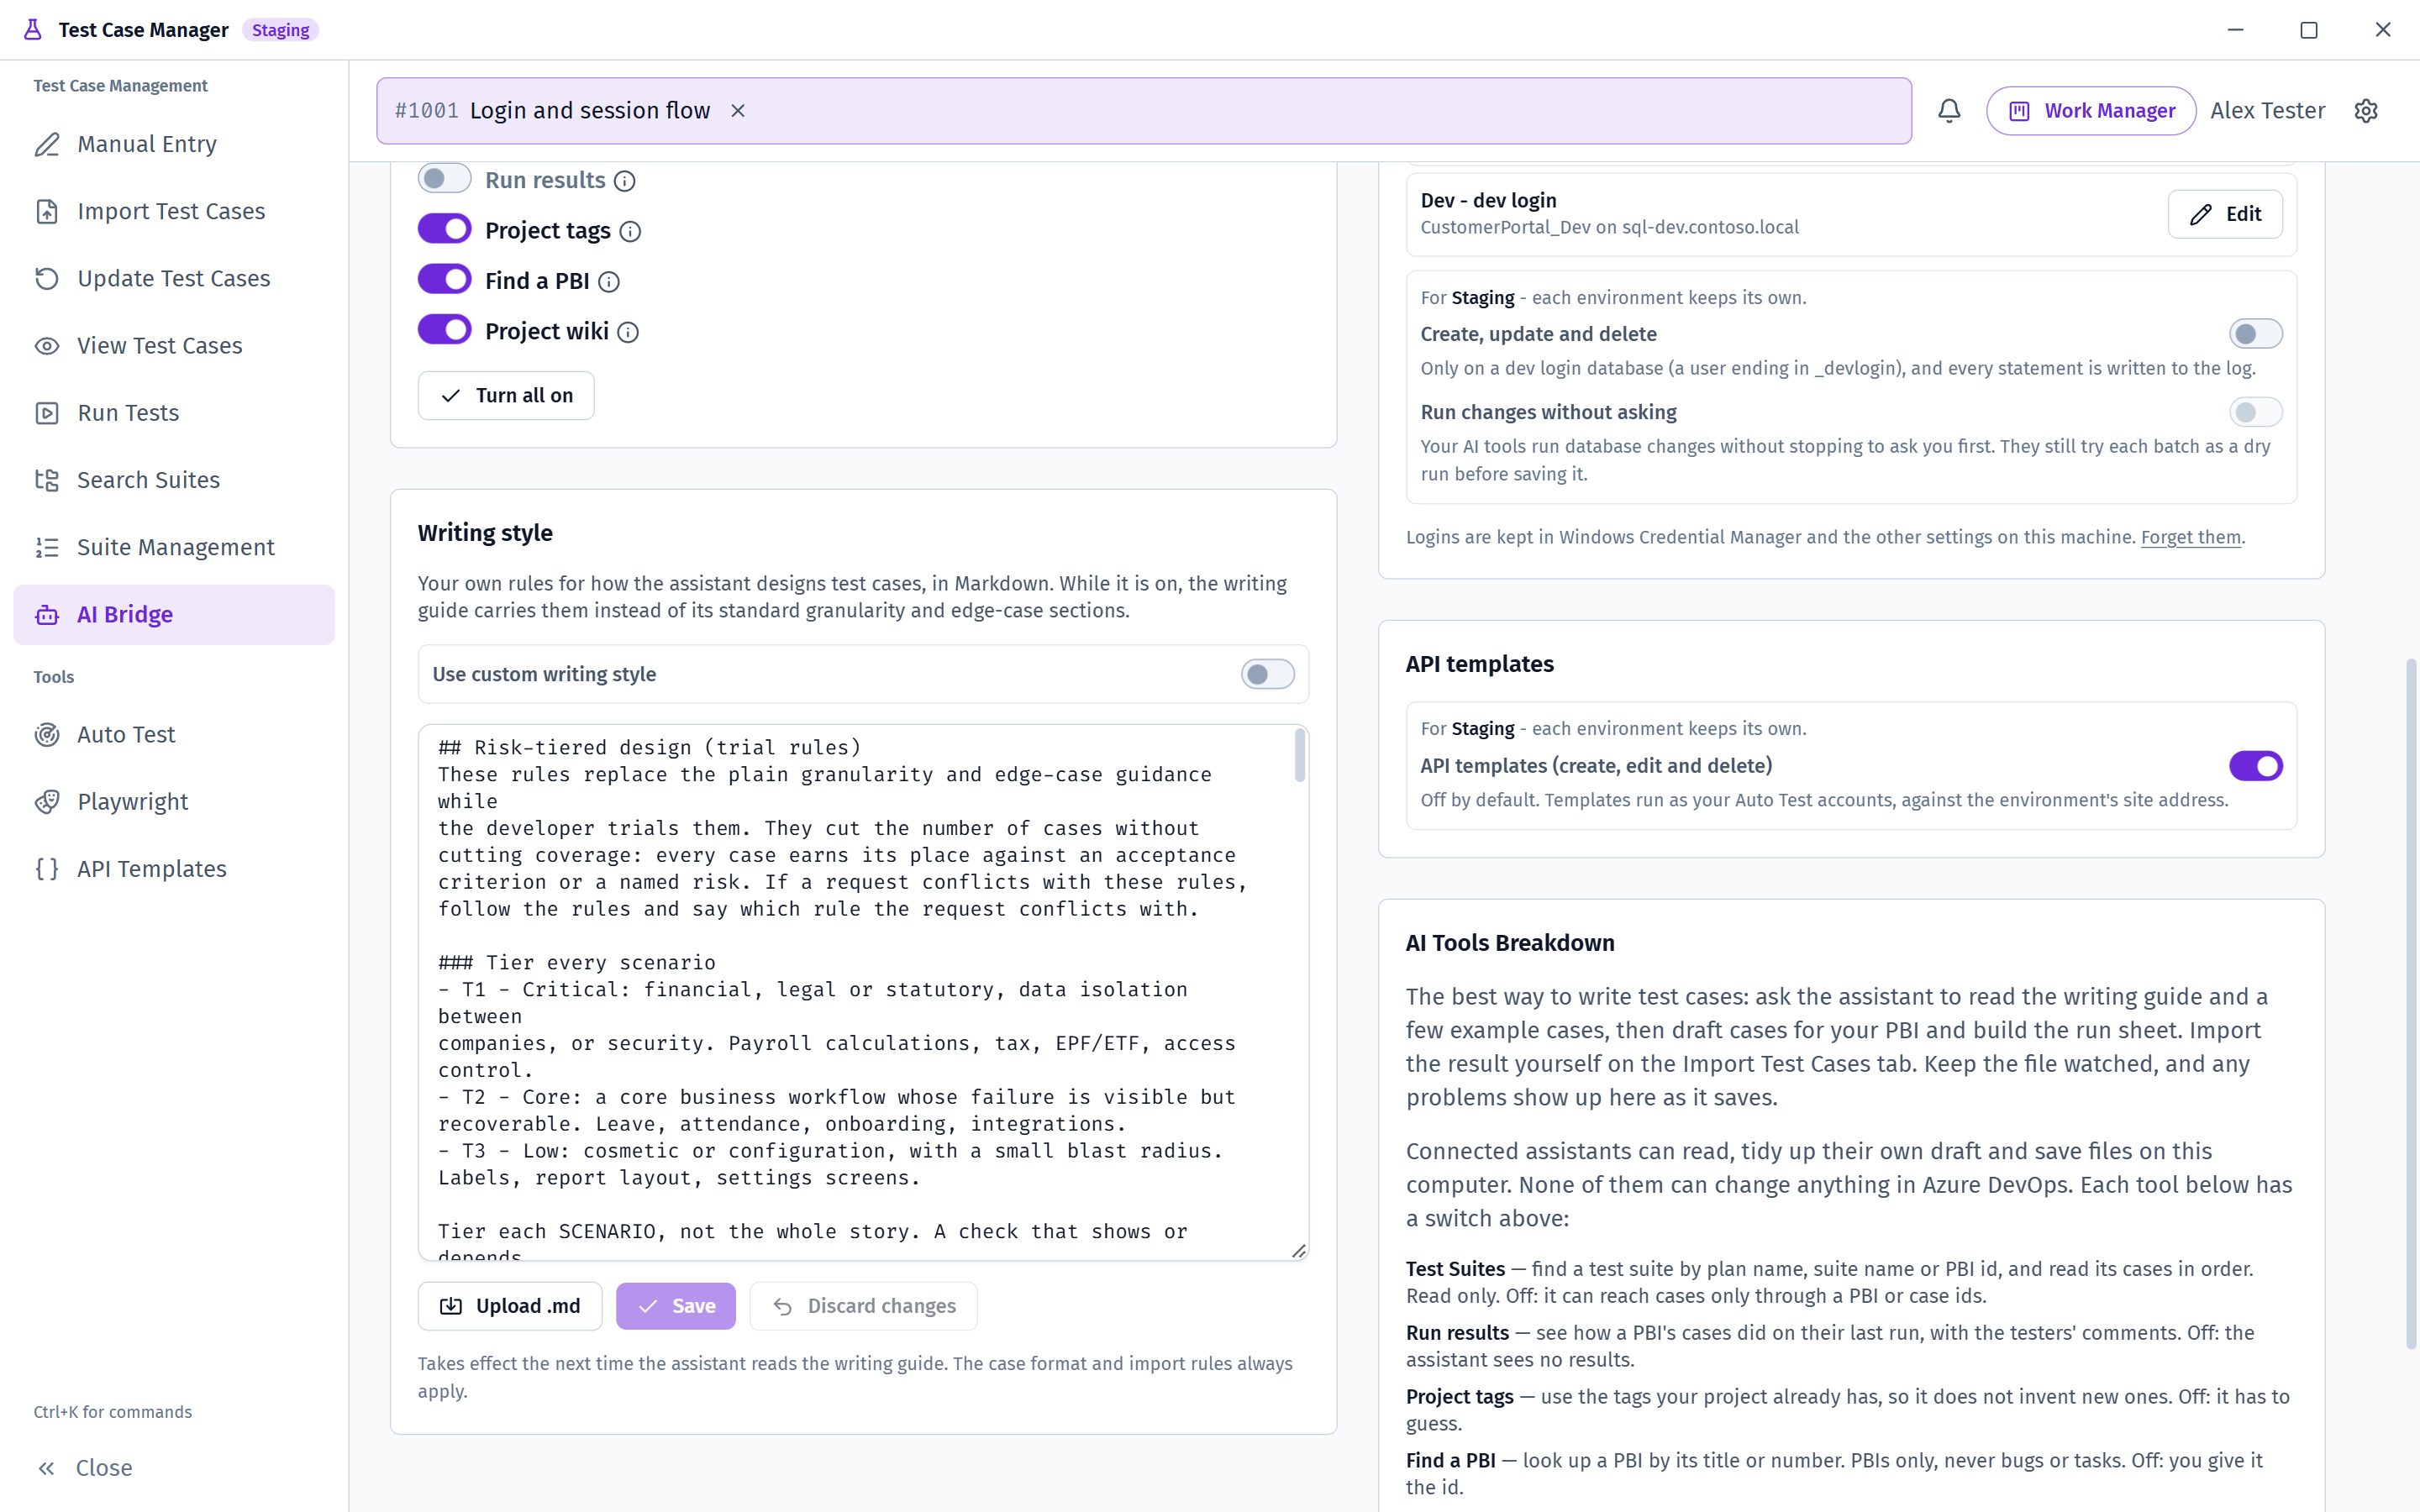 Test Case Manager Staging
Test Case Management
Manual Entry
Import Test Cases
Update Test Cases
View Test Cases
Run Tests
Search Suites
Suite Management
AI Bridge
Tools
Auto Test
Playwright
API Templates
Ctrl+K for commands
Close
#1001 Login and session flow
Work Manager
Alex Tester
Run results
Project tags
Find a PBI
Project wiki
Turn all on
Writing style
Your own rules for how the assistant designs test cases, in Markdown. While it is on, the writing
guide carries them instead of its standard granularity and edge-case sections.
Use custom writing style
## Risk-tiered design (trial rules)
These rules replace the plain granularity and edge-case guidance
while
the developer trials them. They cut the number of cases without
cutting coverage: every case earns its place against an acceptance
criterion or a named risk. If a request conflicts with these rules,
follow the rules and say which rule the request conflicts with.
### Tier every scenario
- T1 - Critical: financial, legal or statutory, data isolation
between
companies, or security. Payroll calculations, tax, EPF/ETF, access
control.
- T2 - Core: a core business workflow whose failure is visible but
recoverable. Leave, attendance, onboarding, integrations.
- T3 - Low: cosmetic or configuration, with a small blast radius.
Labels, report layout, settings screens.
Tier each SCENARIO, not the whole story. A check that shows or
depends
Upload .md
Save
Discard changes
Takes effect the next time the assistant reads the writing guide. The case format and import rules always
apply.
Dev - dev login
CustomerPortal_Dev on sql-dev.contoso.local
Edit
For Staging - each environment keeps its own.
Create, update and delete
Only on a dev login database (a user ending in _devlogin), and every statement is written to the log.
Run changes without asking
Your AI tools run database changes without stopping to ask you first. They still try each batch as a dry
run before saving it.
Logins are kept in Windows Credential Manager and the other settings on this machine. Forget them.
API templates
For Staging - each environment keeps its own.
API templates (create, edit and delete)
Off by default. Templates run as your Auto Test accounts, against the environment's site address.
AI Tools Breakdown
The best way to write test cases: ask the assistant to read the writing guide and a
few example cases, then draft cases for your PBI and build the run sheet. Import
the result yourself on the Import Test Cases tab. Keep the file watched, and any
problems show up here as it saves.
Connected assistants can read, tidy up their own draft and save files on this
computer. None of them can change anything in Azure DevOps. Each tool below has
a switch above:
Test Suites — find a test suite by plan name, suite name or PBI id, and read its cases in order.
Read only. Off: it can reach cases only through a PBI or case ids.
Run results — see how a PBI's cases did on their last run, with the testers' comments. Off: the
assistant sees no results.
Project tags — use the tags your project already has, so it does not invent new ones. Off: it has to
guess.
Find a PBI — look up a PBI by its title or number. PBIs only, never bugs or tasks. Off: you give it
the id.